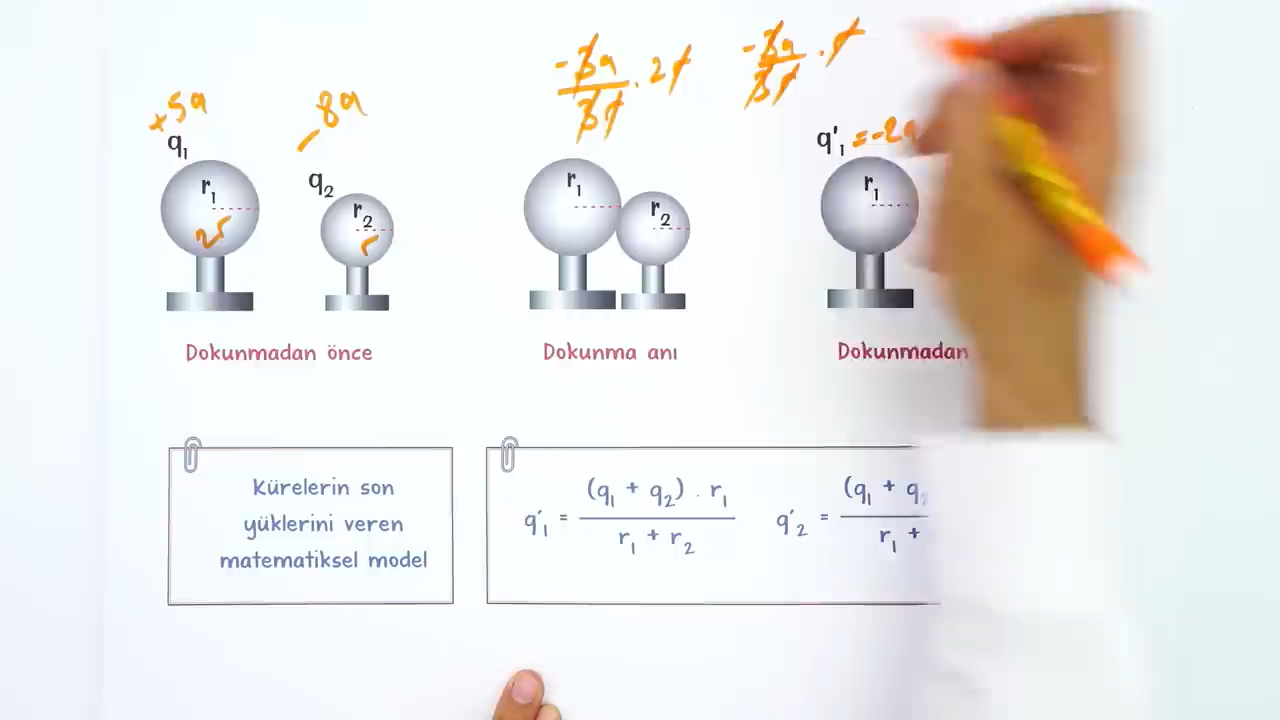 -3q/3r . 2r
-3q/3r . r
+5q
-8q
q₁
q₂
r₁
2r
r₂
r
r₁
r₂
q'₁ = -2q
r₁
Dokunmadan önce
Dokunma anı
Dokunmadan
Kürelerin son
yüklerini veren
matematiksel model
q'₁ = (q₁ + q₂) . r₁ / r₁ + r₂
q'₂ = (q₁ + q₂ / r₁ +